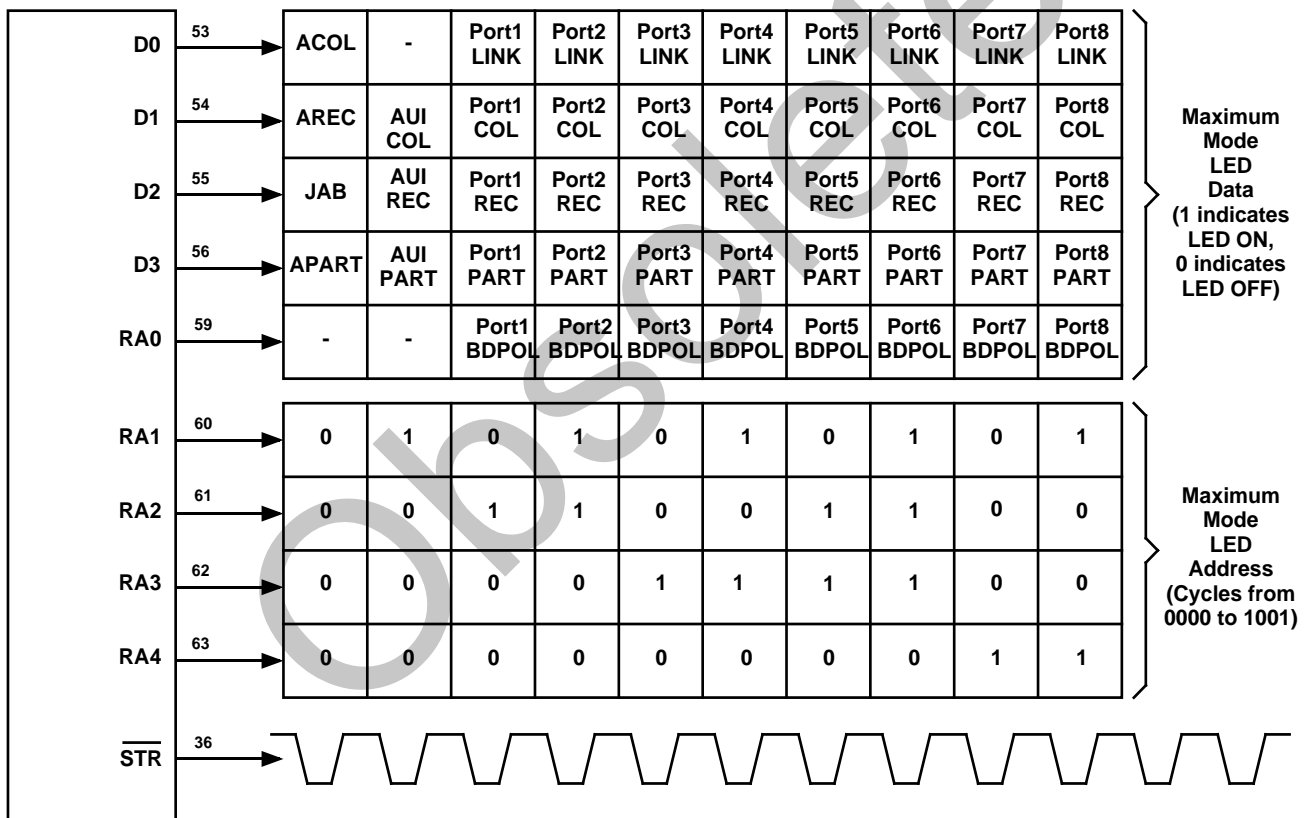 D0 53 ACOL - Port1 LINK Port2 LINK Port3 LINK Port4 LINK Port5 LINK Port6 LINK Port7 LINK Port8 LINK
D1 54 AREC AUI COL Port1 COL Port2 COL Port3 COL Port4 COL Port5 COL Port6 COL Port7 COL Port8 COL
D2 55 JAB AUI REC Port1 REC Port2 REC Port3 REC Port4 REC Port5 REC Port6 REC Port7 REC Port8 REC
D3 56 APART AUI PART Port1 PART Port2 PART Port3 PART Port4 PART Port5 PART Port6 PART Port7 PART Port8 PART
RA0 59 - - Port1 BDPOL Port2 BDPOL Port3 BDPOL Port4 BDPOL Port5 BDPOL Port6 BDPOL Port7 BDPOL Port8 BDPOL
Maximum
Mode
LED
Data
(1 indicates
LED ON,
0 indicates
LED OFF)
RA1 60 0 1 0 1 0 1 0 1 0 1
RA2 61 0 0 1 1 0 0 1 1 0 0
RA3 62 0 0 0 0 1 1 1 1 0 0
RA4 63 0 0 0 0 0 0 0 0 1 1
Maximum
Mode
LED
Address
(Cycles from
0000 to 1001)
STR 36
Obsolete